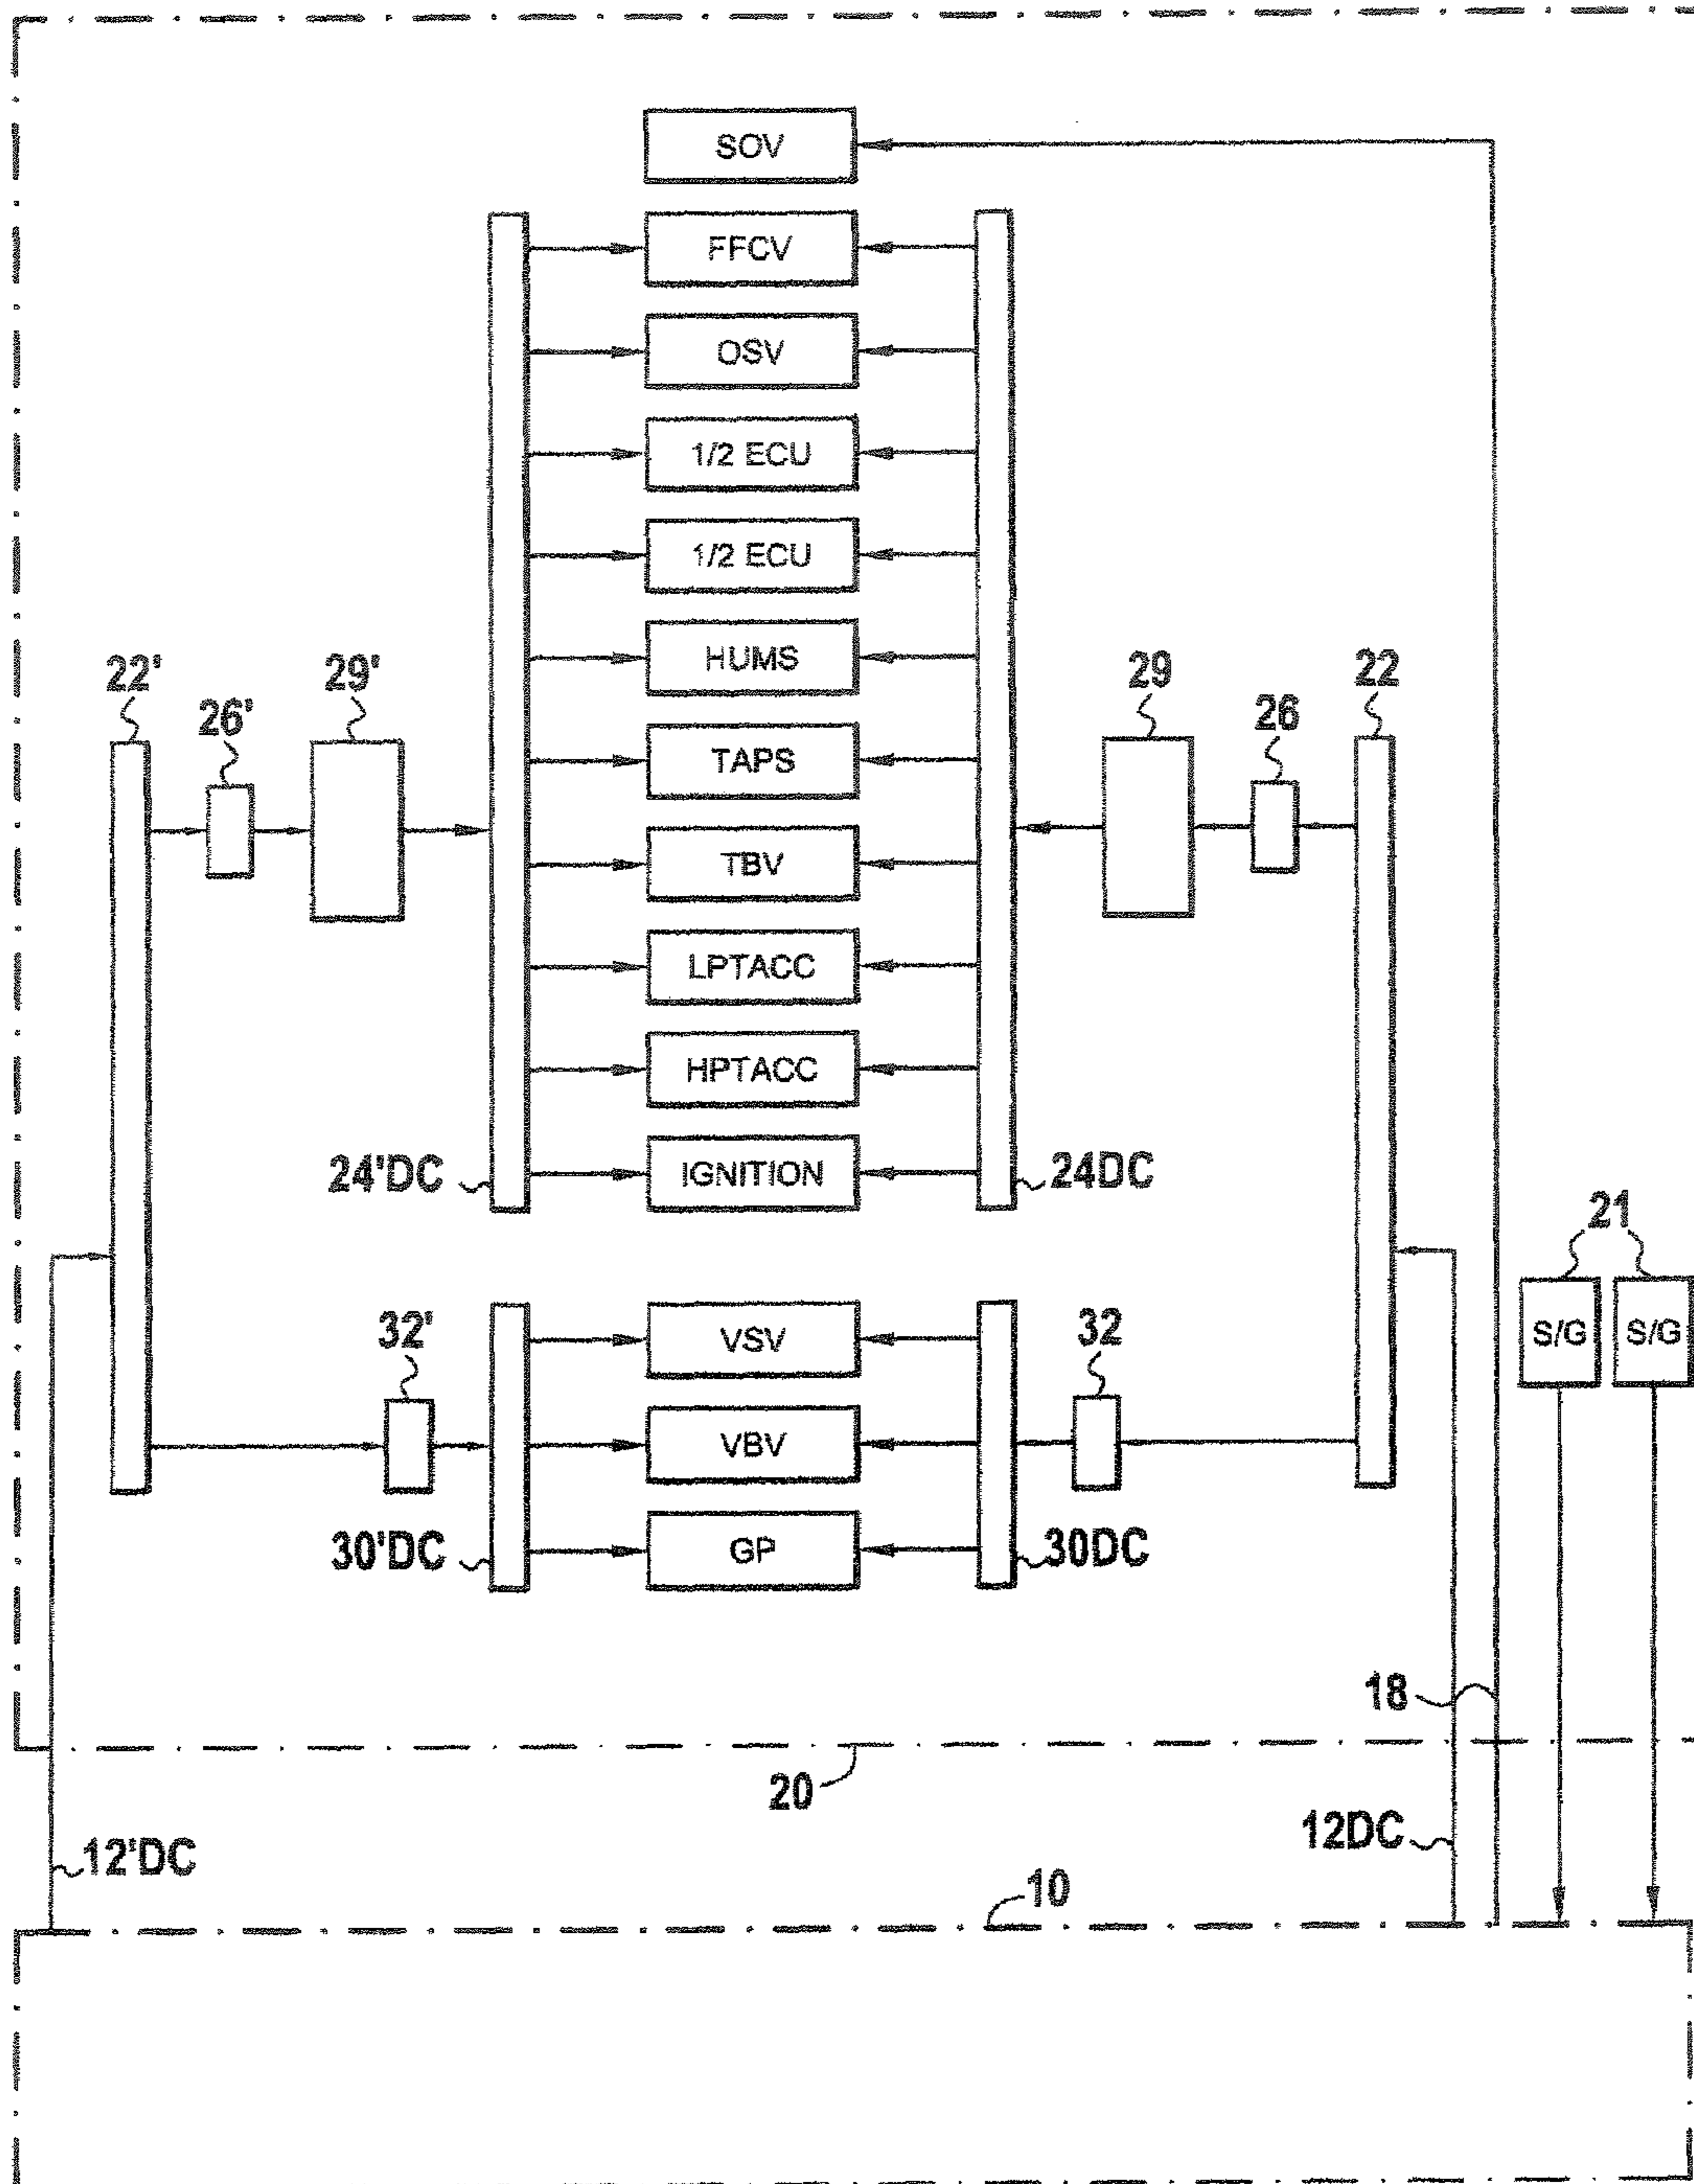 SOV
FFCV
OSV
1/2 ECU
1/2 ECU
HUMS
22'
29'
29
22
26'
26
TAPS
TBV
LPTACC
HPTACC
24'DC
IGNITION
24DC
21
32'
VSV
32
S/G
S/G
VBV
30'DC
GP
30DC
18
20
12'DC
12DC
10